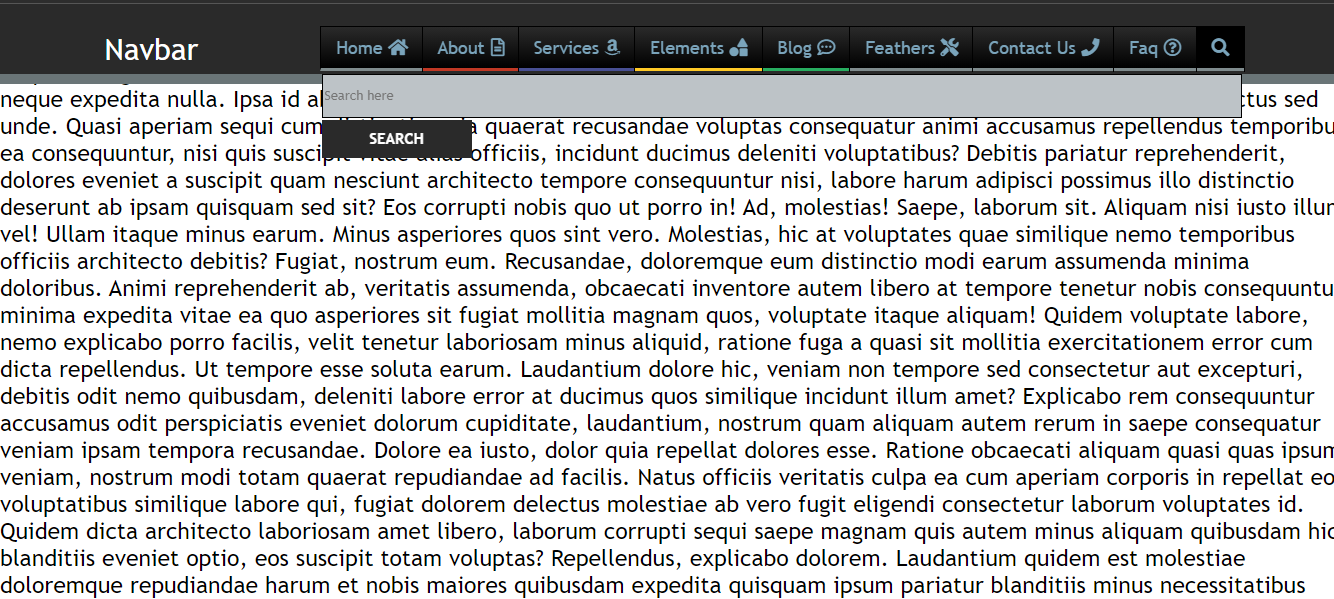 Navbar
Home
About
Services
Elements
Blog
Feathers
Contact Us
Faq
Search here
SEARCH
neque expedita nulla. Ipsa id ctus sed
unde. Quasi aperiam sequi cum quaerat recusandae voluptas consequatur animi accusamus repellendus temporibu
ea consequuntur, nisi quis suscipit vitae alias officiis, incidunt ducimus deleniti voluptatibus? Debitis pariatur reprehenderit,
dolores eveniet a suscipit quam nesciunt architecto tempore consequuntur nisi, labore harum adipisci possimus illo distinctio
deserunt ab ipsam quisquam sed sit? Eos corrupti nobis quo ut porro in! Ad, molestias! Saepe, laborum sit. Aliquam nisi iusto illum
vel! Ullam itaque minus earum. Minus asperiores quos sint vero. Molestias, hic at voluptates quae similique nemo temporibus
officiis architecto debitis? Fugiat, nostrum eum. Recusandae, doloremque eum distinctio modi earum assumenda minima
doloribus. Animi reprehenderit ab, veritatis assumenda, obcaecati inventore autem libero at tempore tenetur nobis consequuntu
minima expedita vitae ea quo asperiores sit fugiat mollitia magnam quos, voluptate itaque aliquam! Quidem voluptate labore,
nemo explicabo porro facilis, velit tenetur laboriosam minus aliquid, ratione fuga a quasi sit mollitia exercitationem error cum
dicta repellendus. Ut tempore esse soluta earum. Laudantium dolore hic, veniam non tempore sed consectetur aut excepturi,
debitis odit nemo quibusdam, deleniti labore error at ducimus quos similique incidunt illum amet? Explicabo rem consequuntur
accusamus odit perspiciatis eveniet dolorum cupiditate, laudantium, nostrum quam aliquam autem rerum in saepe consequatur
veniam ipsam tempora recusandae. Dolore ea iusto, dolor quia repellat dolores esse. Ratione obcaecati aliquam quasi quas ipsum
veniam, nostrum modi totam quaerat repudiandae ad facilis. Natus officiis veritatis culpa ea cum aperiam corporis in repellat eo
voluptatibus similique labore qui, fugiat dolorem delectus molestiae ab vero fugit eligendi consectetur laborum voluptates id.
Quidem dicta architecto laboriosam amet libero, laborum corrupti sequi saepe magnam quis autem minus aliquam quibusdam hic
blanditiis eveniet optio, eos suscipit totam voluptas? Repellendus, explicabo dolorem. Laudantium quidem est molestiae
doloremque repudiandae harum et nobis maiores quibusdam expedita quisquam ipsum pariatur blanditiis minus necessitatibus